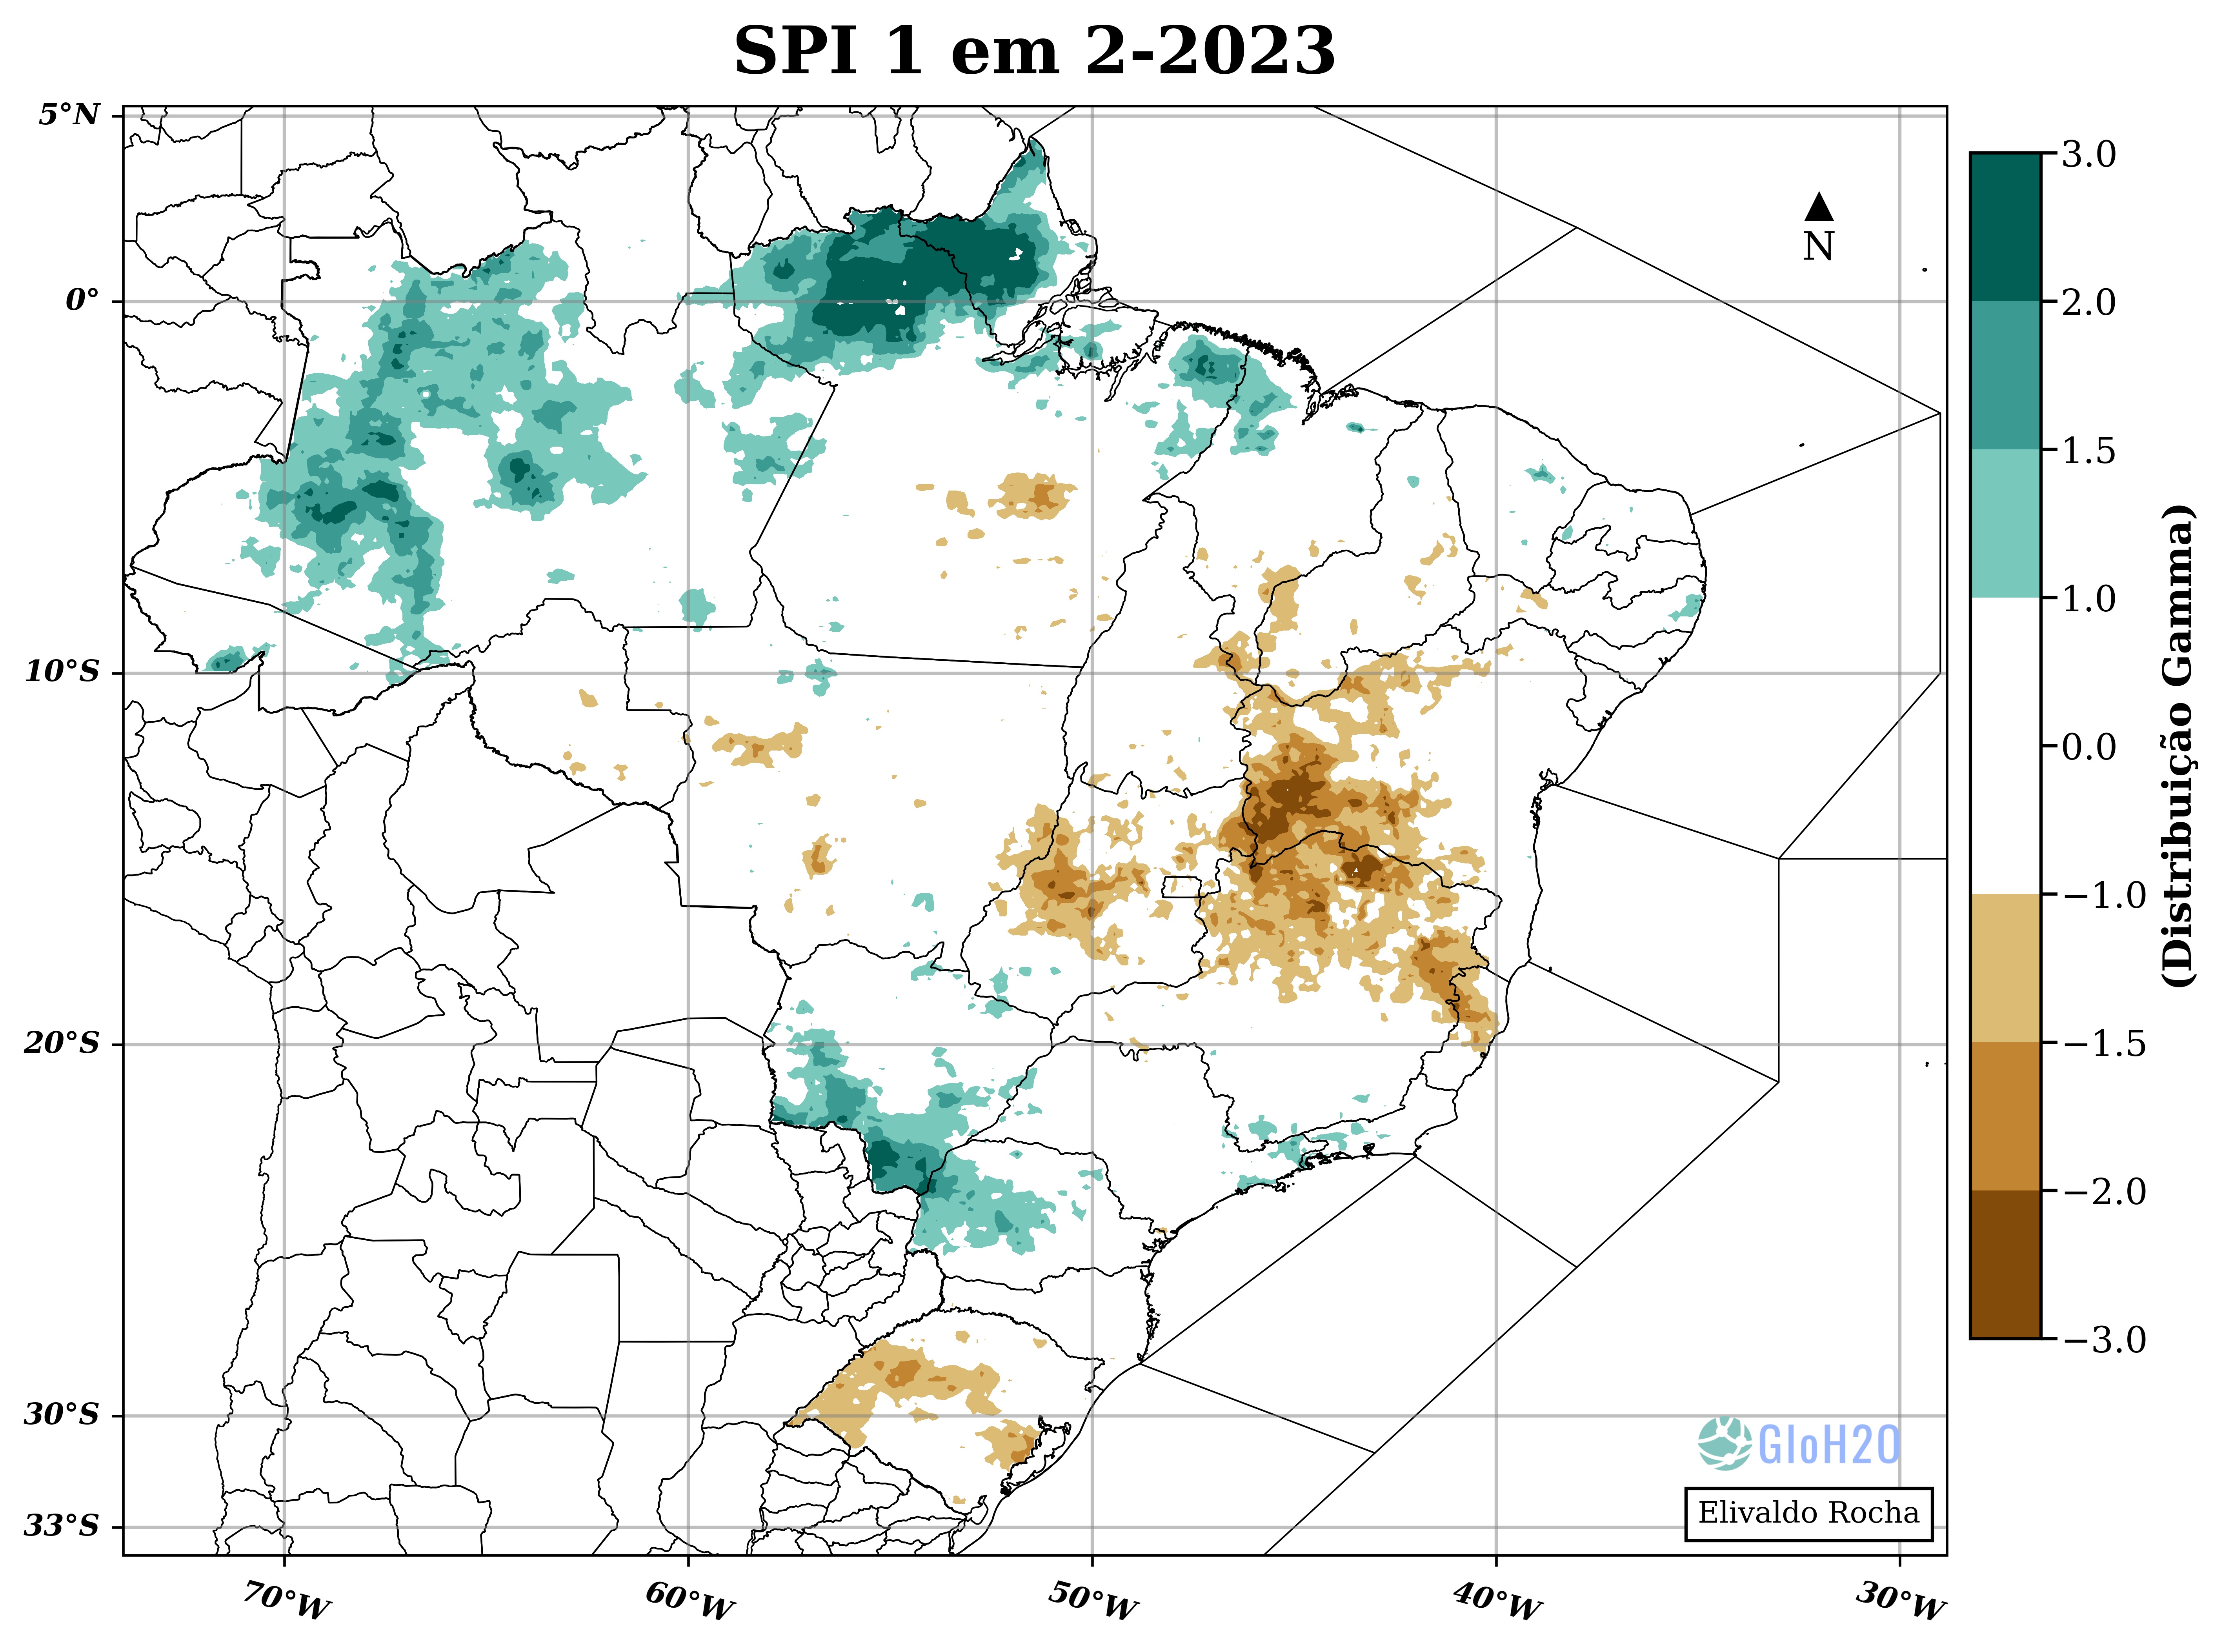 SPI 1 em 2-2023
5°N
0°
10°S
20°S
30°S
33°S
70°W
60°W
50°W
40°W
30°W
N
3.0
2.0
1.5
1.0
0.0
−1.0
−1.5
−2.0
−3.0
(Distribuição Gamma)
GloH2O
Elivaldo Rocha